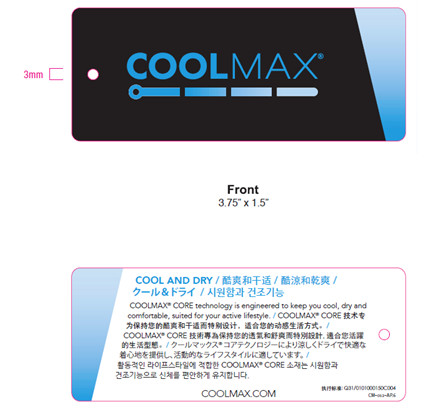 COOLMAX®
3mm
Front
3.75" x 1.5"
COOL AND DRY / 酷爽和干适 / 酷涼和乾爽 /
クール＆ドライ / 시원함과 건조기능
COOLMAX® CORE technology is engineered to keep you cool, dry and
comfortable, suited for your active lifestyle. / COOLMAX® CORE 技术专
为保持您的酷爽和干适而特别设计，适合您的动感生活方式。/
COOLMAX® CORE 技術專為保持您的透氣和舒爽而特別設計, 適合您活躍
的生活型態。/ クールマックス® コアテクノロジーにより涼しくドライで快適な
着心地を提供し、活動的なライフスタイルに適しています。/
활동적인 라이프스타일에 적합한 COOLMAX® CORE 소재는 시원함과
건조기능으로 신체를 편안하게 유지합니다.
COOLMAX.COM
执行标准: Q31/0101000150C004